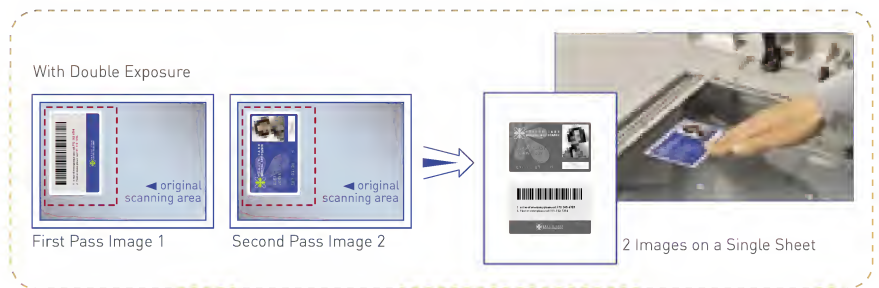 With Double Exposure
◄ original
scanning area
◄ original
scanning area
First Pass Image 1
Second Pass Image 2
2 Images on a Single Sheet